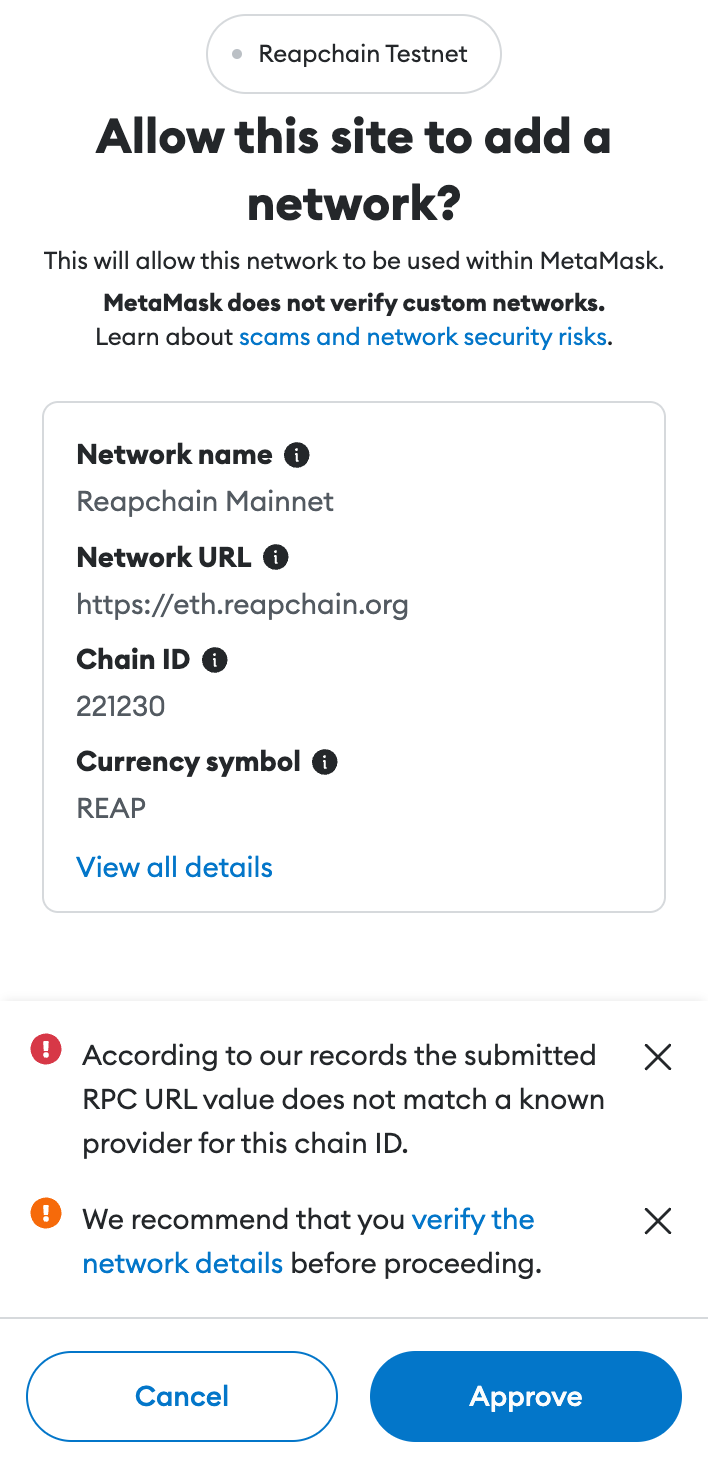 Reapchain Testnet
Allow this site to add a
network?
This will allow this network to be used within MetaMask.
MetaMask does not verify custom networks.
Learn about scams and network security risks.
Network name
Reapchain Mainnet
Network URL
https://eth.reapchain.org
Chain ID
221230
Currency symbol
REAP
View all details
According to our records the submitted
RPC URL value does not match a known
provider for this chain ID.
We recommend that you verify the
network details before proceeding.
Cancel
Approve